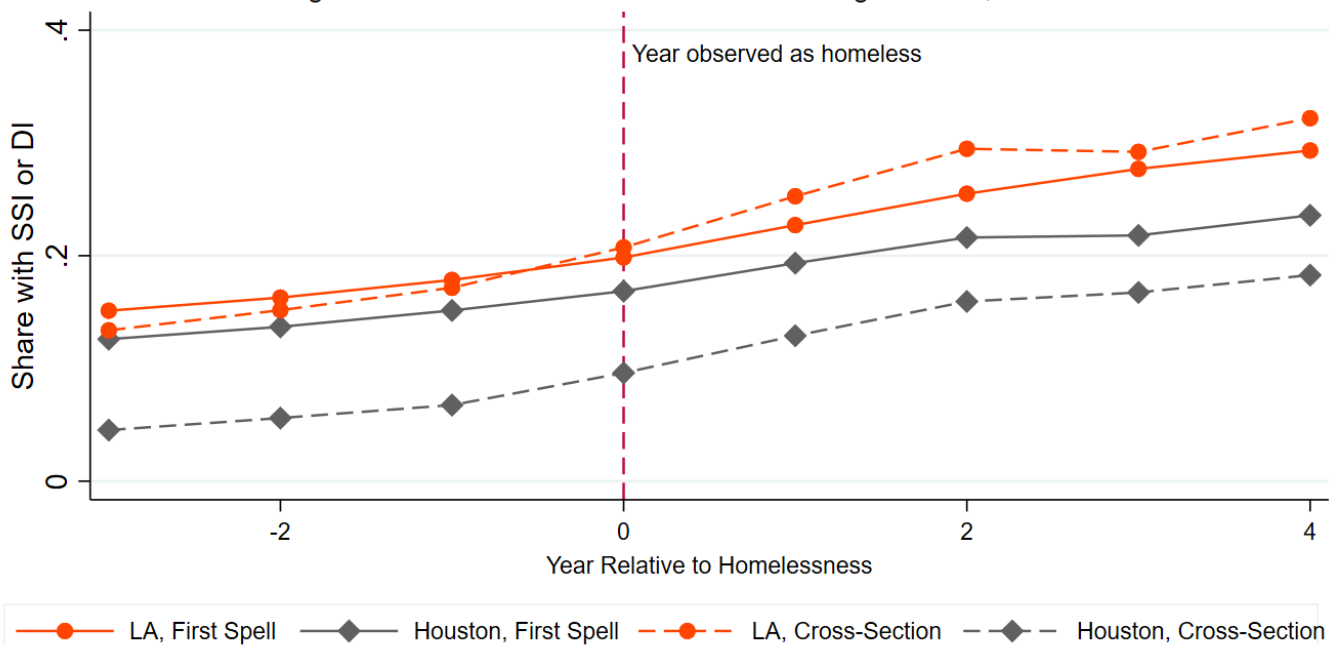 Year observed as homeless
Share with SSI or DI
.4
.2
0
-2 0 2 4
Year Relative to Homelessness
LA, First Spell Houston, First Spell LA, Cross-Section Houston, Cross-Section